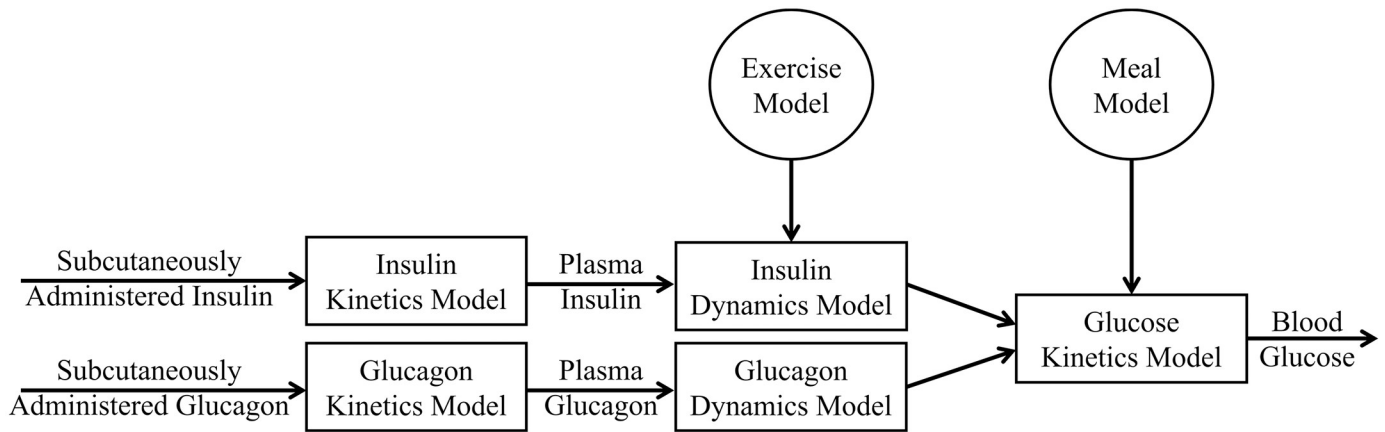 Exercise
Model
Meal
Model
Subcutaneously
Administered Insulin
Insulin
Kinetics Model
Plasma
Insulin
Insulin
Dynamics Model
Subcutaneously
Administered Glucagon
Glucagon
Kinetics Model
Plasma
Glucagon
Glucagon
Dynamics Model
Glucose
Kinetics Model
Blood
Glucose